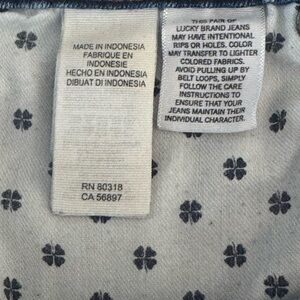 MADE IN INDONESIA
FABRIQUE EN
INDONESIE
HECHO EN INDONESIA
DIBUAT DI INDONESIA
RN 80318
CA 56897
THIS PAIR OF
LUCKY BRAND JEANS
MAY HAVE INTENTIONAL
RIPS OR HOLES. COLOR
MAY TRANSFER TO LIGHTER
COLORED FABRICS.
AVOID PULLING UP BY
BELT LOOPS, SIMPLY
FOLLOW THE CARE
INSTRUCTIONS TO
ENSURE THAT YOUR
JEANS MAINTAIN THEIR
INDIVIDUAL CHARACTER.